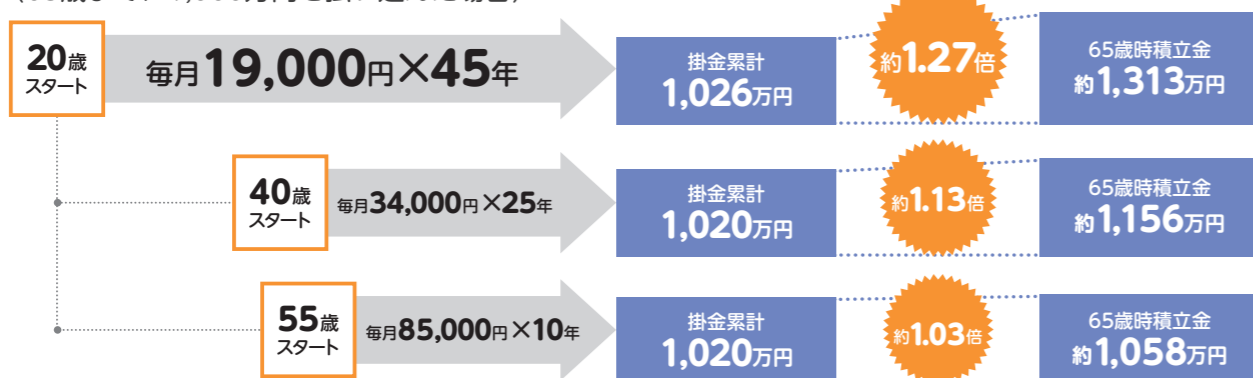 20歳
スタート
毎月19,000円×45年
掛金累計
1,026万円
約1.27倍
65歳時積立金
約1,313万円
40歳
スタート
毎月34,000円×25年
掛金累計
1,020万円
約1.13倍
65歳時積立金
約1,156万円
55歳
スタート
毎月85,000円×10年
掛金累計
1,020万円
約1.03倍
65歳時積立金
約1,058万円